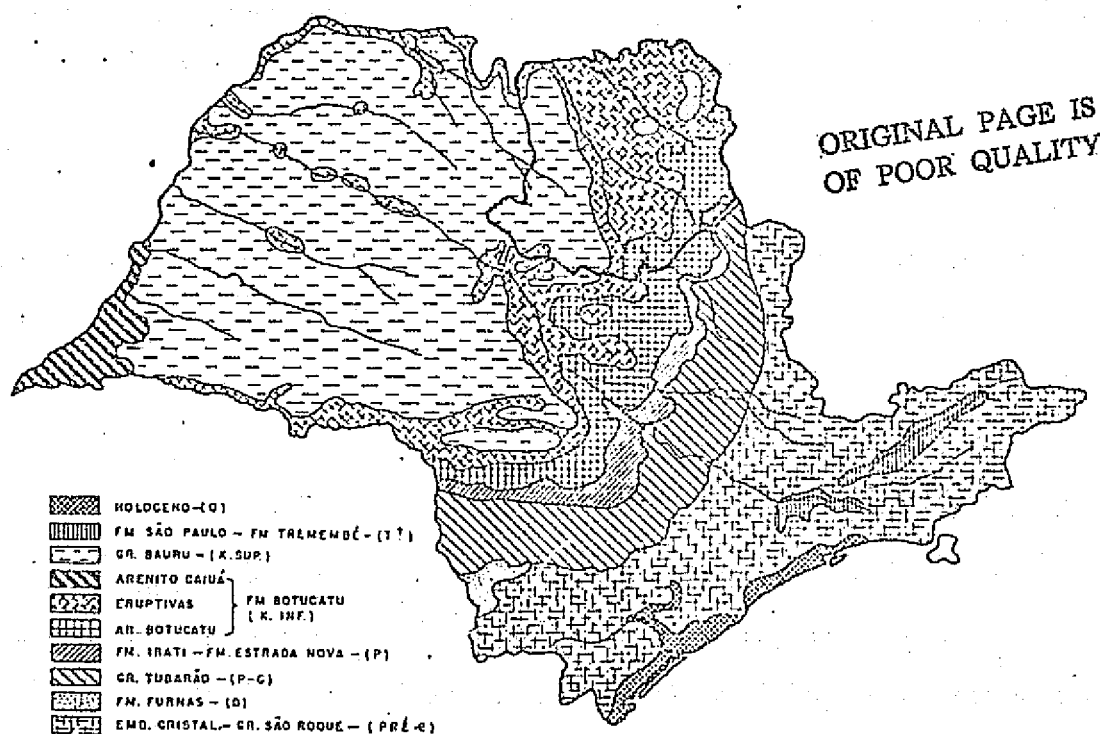 ORIGINAL PAGE IS
OF POOR QUALITY
HOLOCENO-(Q)
FM SÃO PAULO - FM TREMEMBÉ-(T?)
GR. BAURU - (K.SUP.)
ARENITO CAIUÁ
ERUPTIVAS
AR. BOTUCATU
FM BOTUCATU
(K. INF.)
FM. IRATI - FM. ESTRADA NOVA - (P)
GR. TUBARÃO - (P-C)
FM. FURNAS - (D)
EMB. CRISTAL.- GR. SÃO ROQUE - (PRÉ-Є)